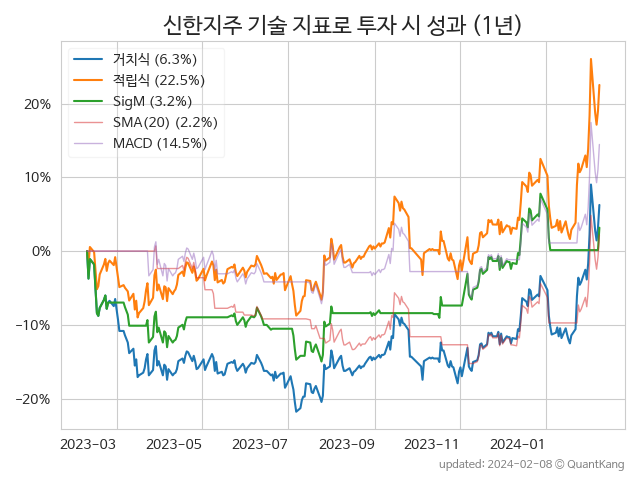 신한지주 기술 지표로 투자 시 성과 (1년)
거치식 (6.3%)
적립식 (22.5%)
SigM (3.2%)
SMA(20) (2.2%)
MACD (14.5%)
20%
10%
0%
−10%
−20%
2023-03 2023-05 2023-07 2023-09 2023-11 2024-01
updated: 2024-02-08 © QuantKang